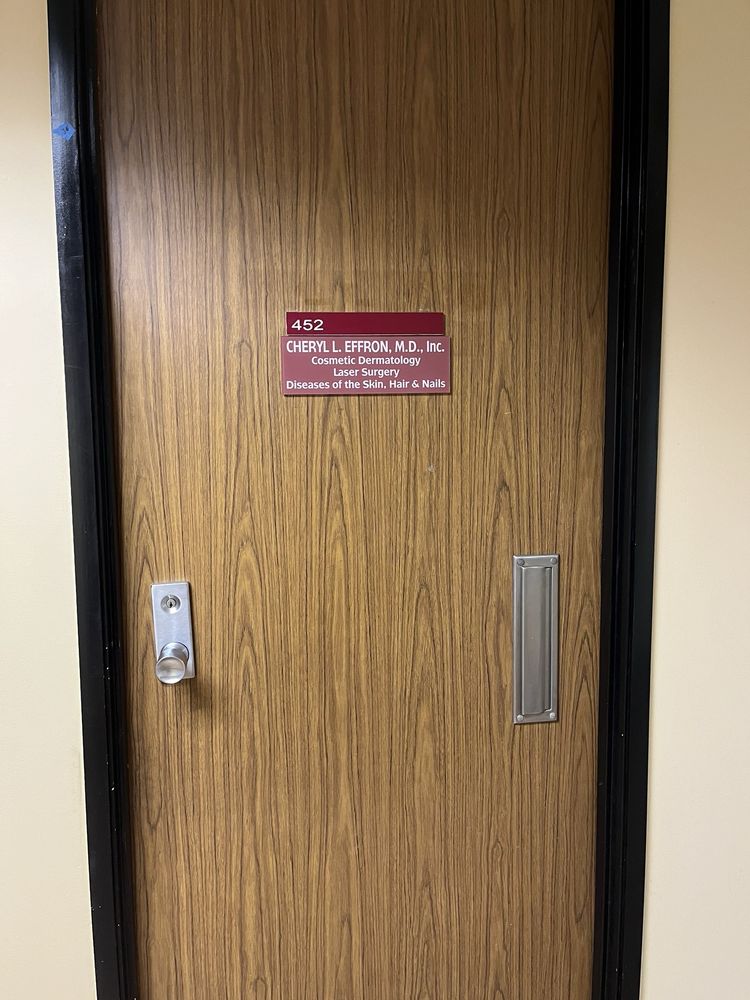 452
CHERYL L. EFFRON, M.D., Inc.
Cosmetic Dermatology
Laser Surgery
Diseases of the Skin, Hair & Nails